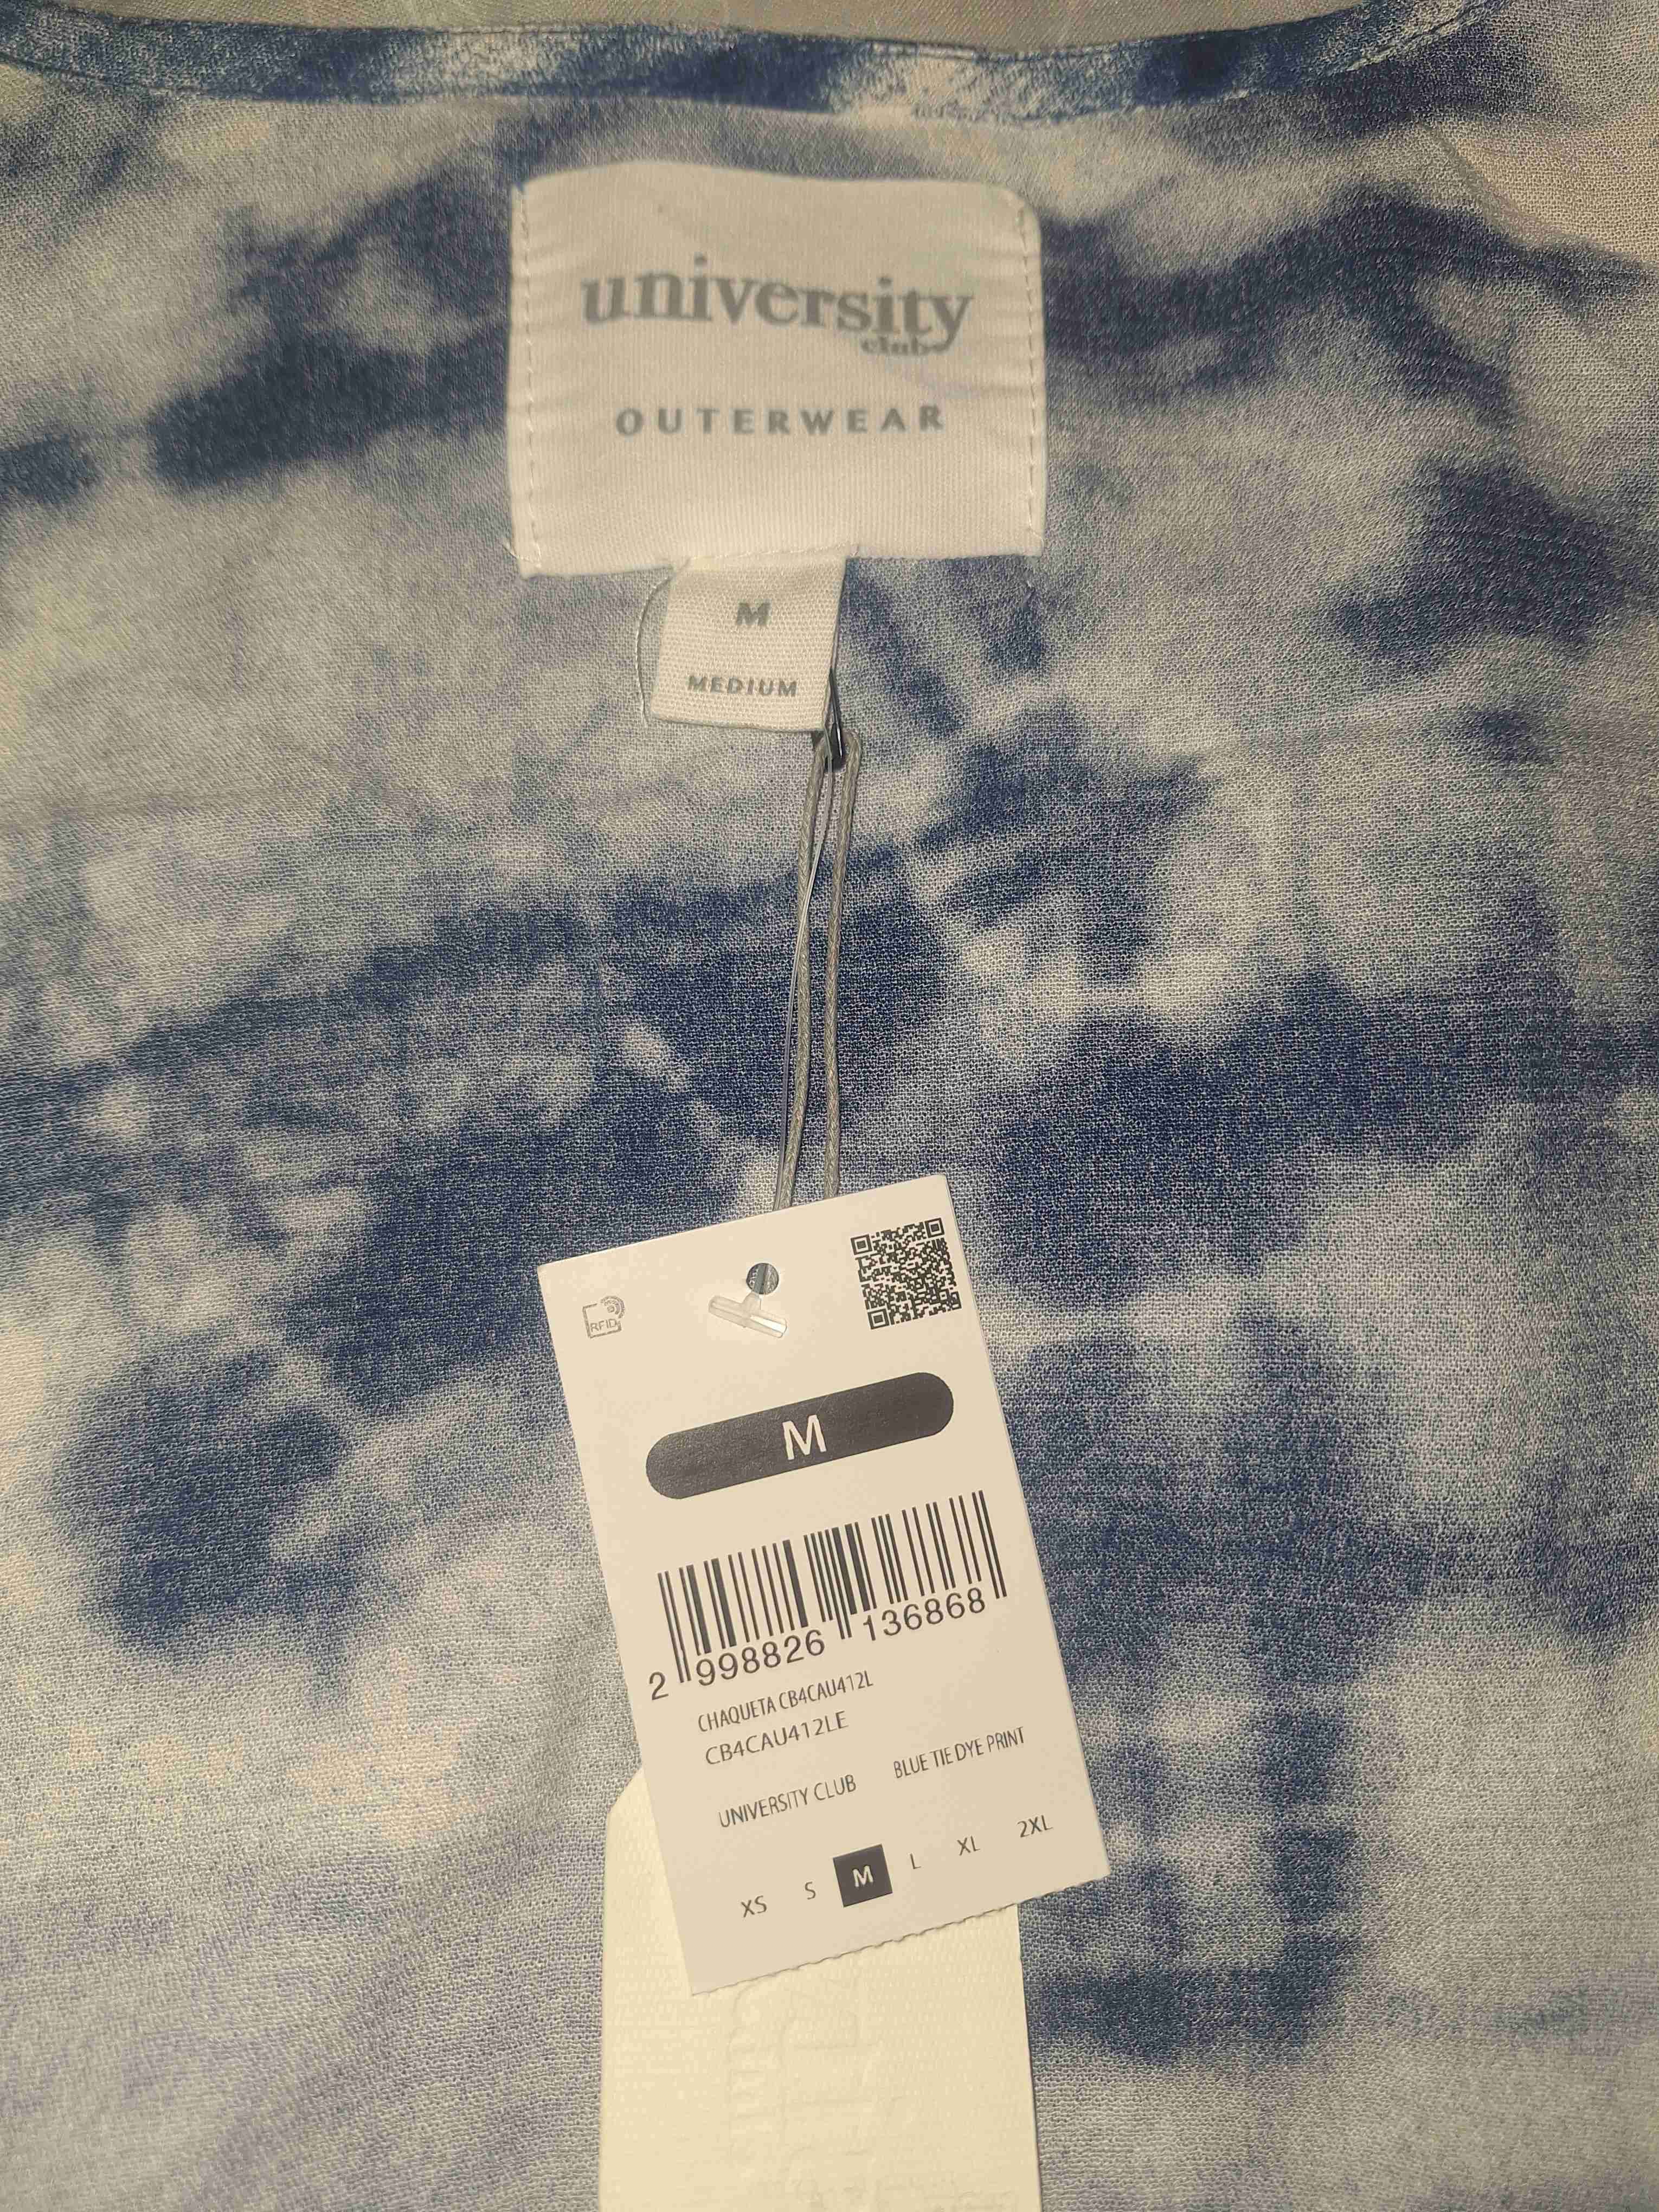 university
club
OUTERWEAR
M
MEDIUM
RFID
M
2 998826 136868
CHAQUETA CB4CAU412L
CB4CAU412LE
UNIVERSITY CLUB BLUE TIE DYE PRINT
XS S M L XL 2XL